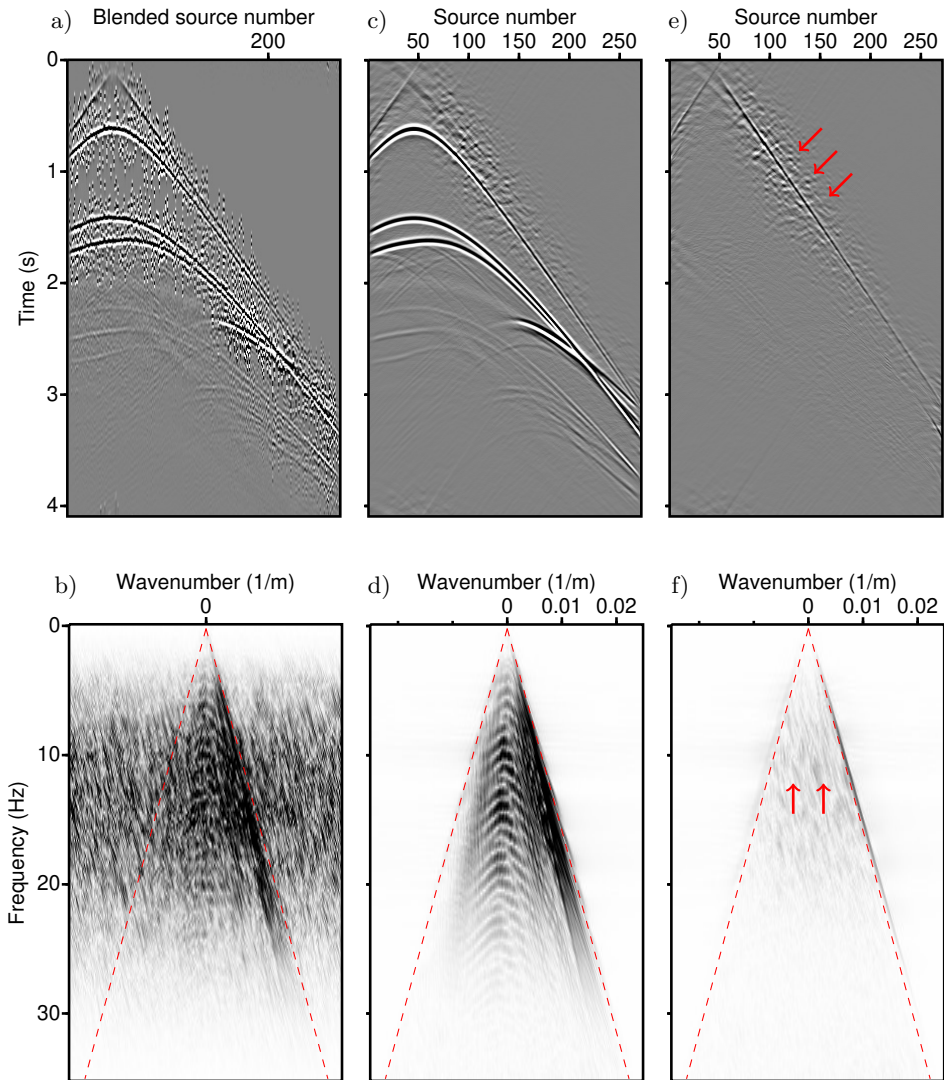 a) Blended source number c) Source number e) Source number
200 50 100 150 200 250 50 100 150 200 250
0
1
2
3
4
Time (s)
b) Wavenumber (1/m) d) Wavenumber (1/m) f) Wavenumber (1/m)
0 0 0.01 0.02 0 0.01 0.02
0
10
20
30
Frequency (Hz)